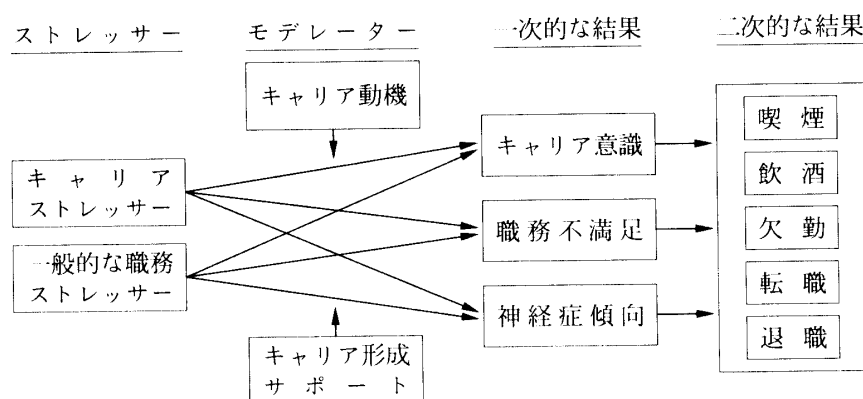 ストレッサー
モデレーター
一次的な結果
二次的な結果
キャリア動機
キャリア
ストレッサー
一般的な職務
ストレッサー
キャリア形成
サポート
キャリア意識
職務不満足
神経症傾向
喫煙
飲酒
欠勤
転職
退職